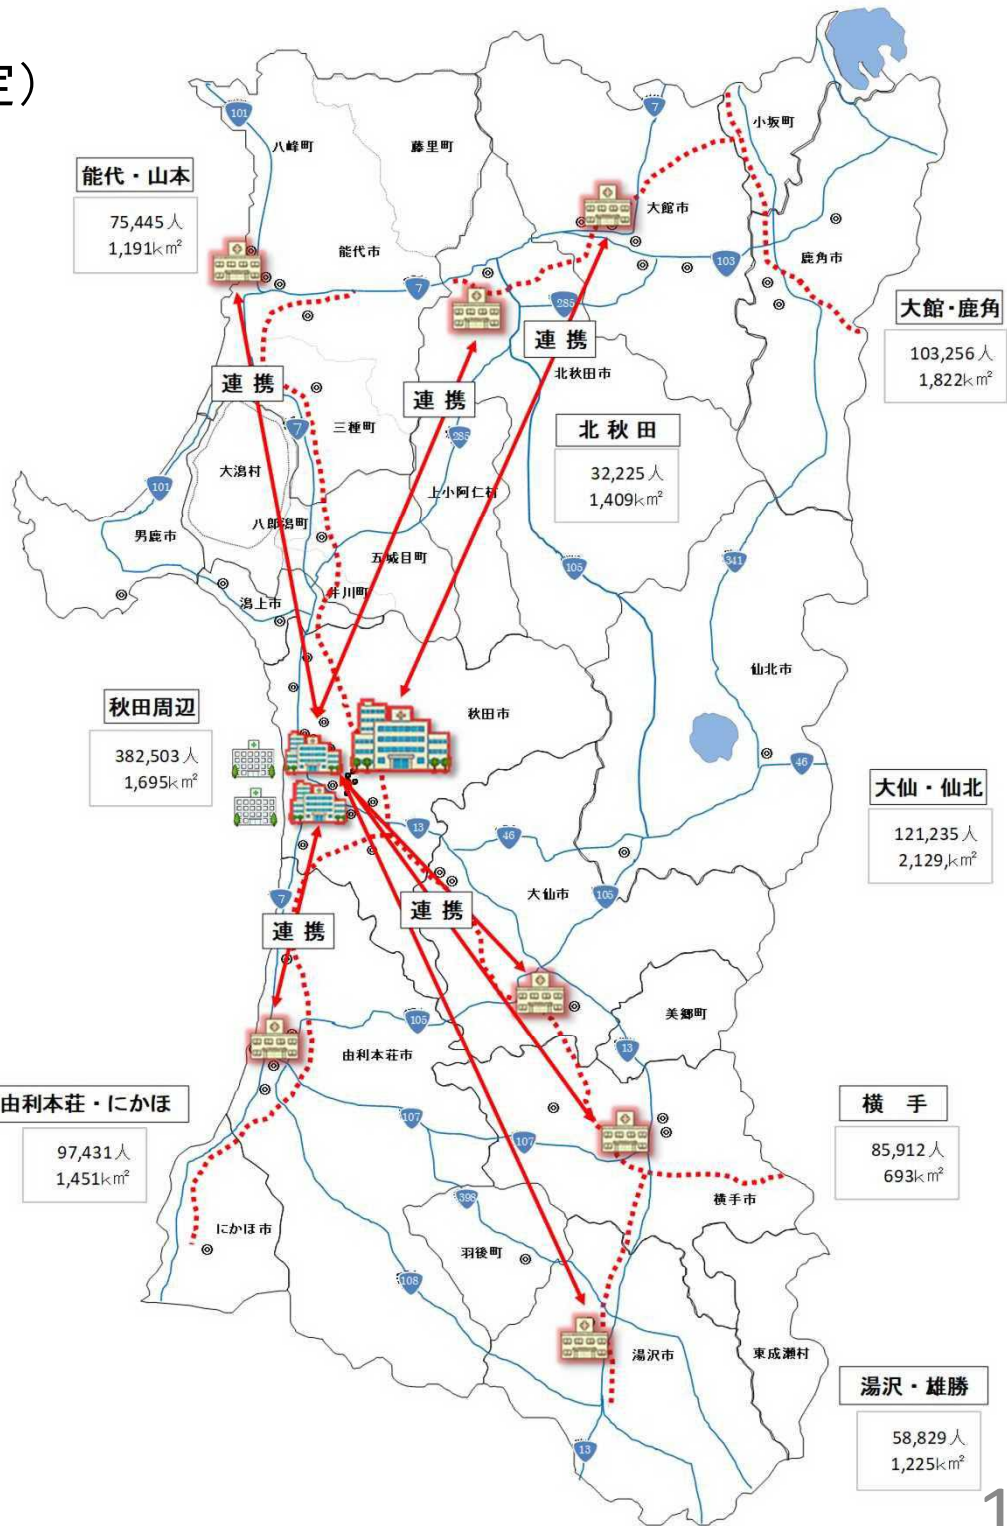 定）
101
7
小坂町
八峰町
藤里町
能代・山本
75,445人
1,191km²
大館市
能代市
103
鹿角市
7
285
大館・鹿角
103,256人
1,822km²
連 携
北秋田市
連 携
連 携
7
三種町
285
北 秋 田
32,225人
1,409km²
大潟村
101
上小阿仁村
八郎潟町
男鹿市
五城目町
105
341
井川町
潟上市
仙北市
秋田周辺
382,503人
1,695km²
秋田市
46
大仙・仙北
121,235人
2,129,km²
13
46
大仙市
105
7
連 携
連 携
美郷町
105
13
由利本荘市
由利本荘・にかほ
97,431人
1,451km²
107
107
横　手
85,912人
693km²
398
横手市
にかほ市
羽後町
108
湯沢市
東成瀬村
湯沢・雄勝
58,829人
1,225km²
13
1